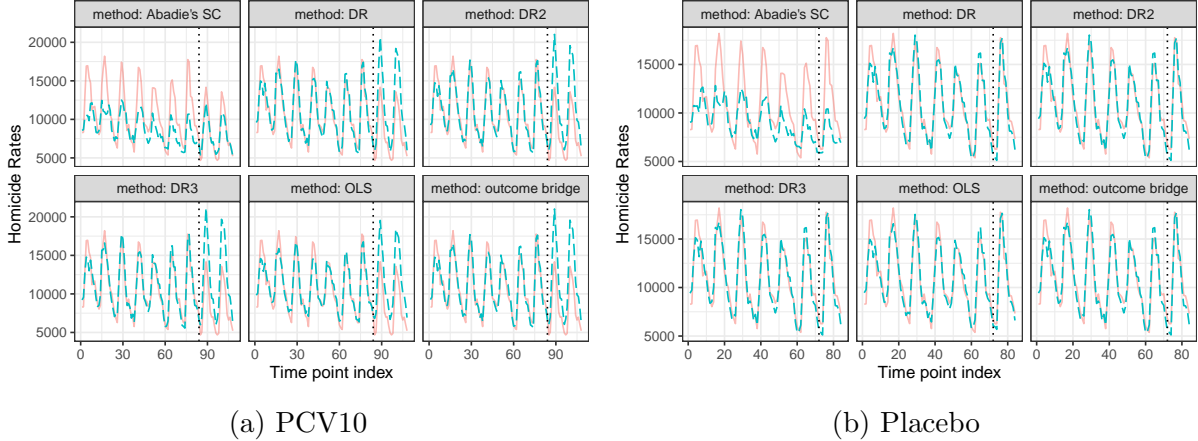 method: Abadie's SC
method: DR
method: DR2
20000
15000
10000
5000
method: DR3
method: OLS
method: outcome bridge
20000
15000
10000
5000
0 30 60 90
0 30 60 90
0 30 60 90
Homicide Rates
Time point index
(a) PCV10
method: Abadie's SC
method: DR
method: DR2
15000
10000
5000
method: DR3
method: OLS
method: outcome bridge
15000
10000
5000
0 20 40 60 80
0 20 40 60 80
0 20 40 60 80
Homicide Rates
Time point index
(b) Placebo